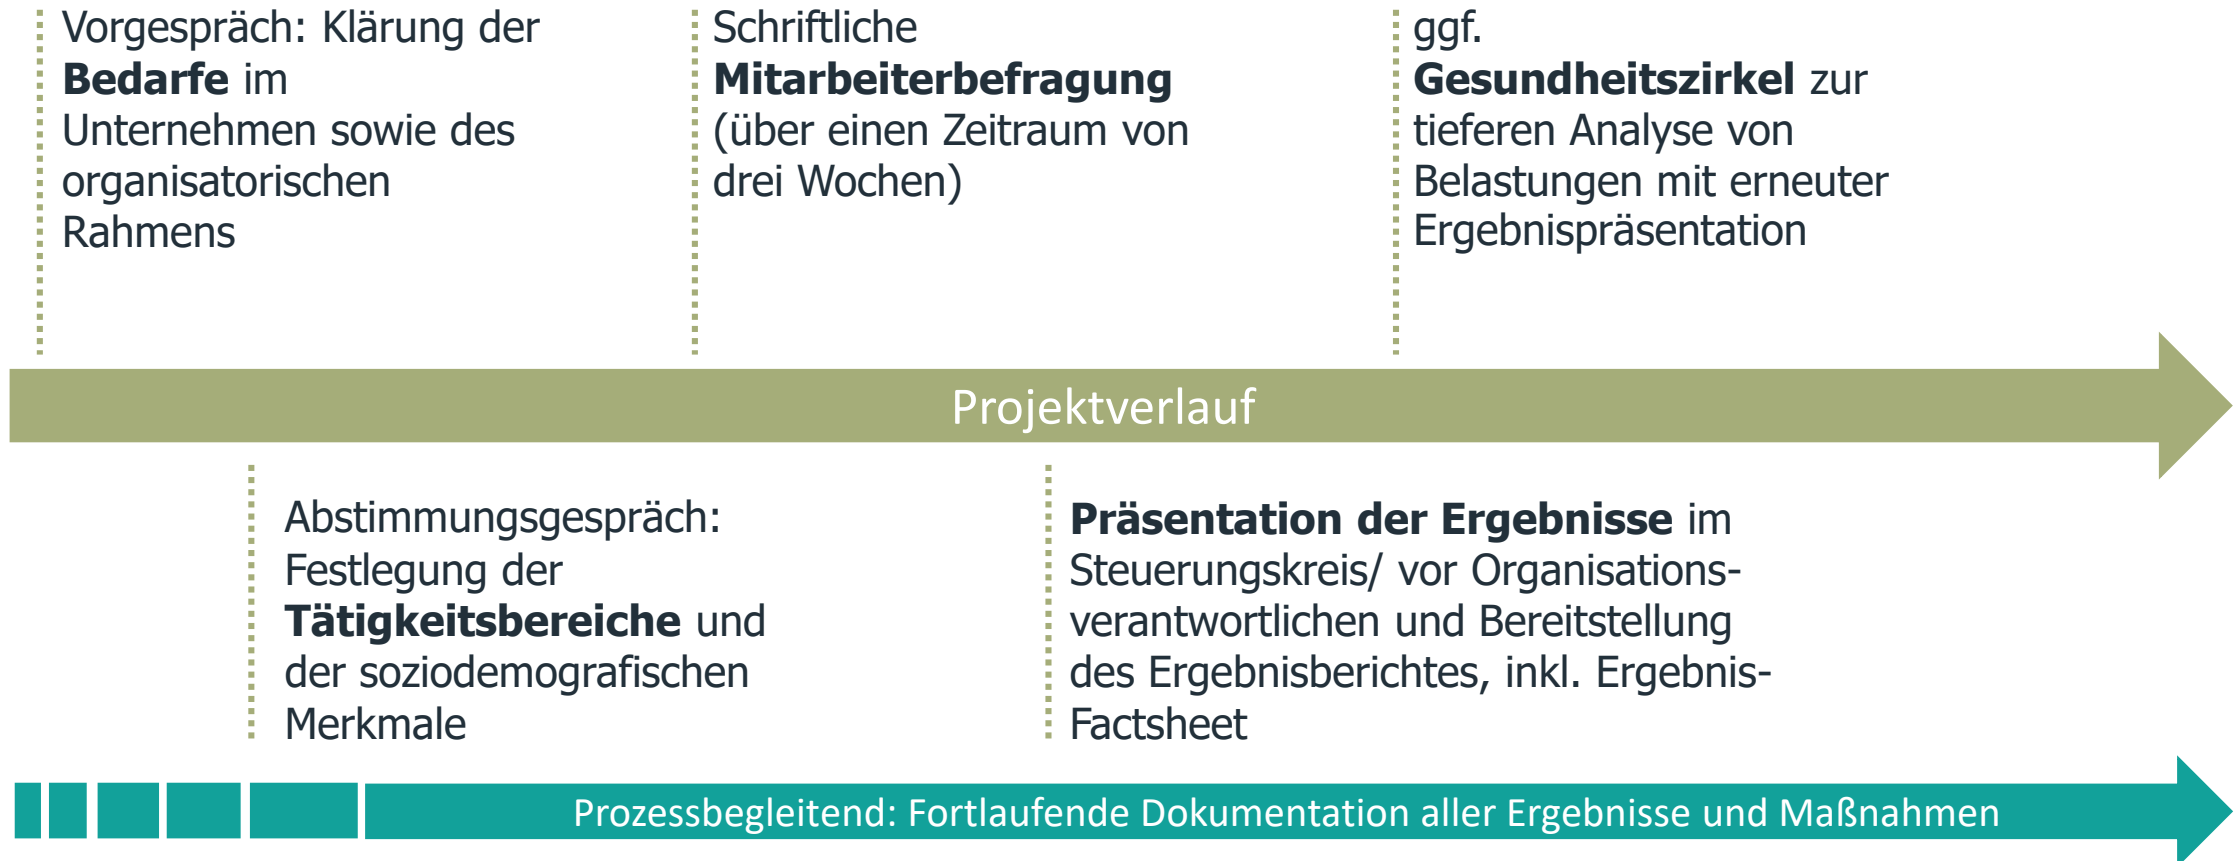 Vorgespräch: Klärung der
Bedarfe im
Unternehmen sowie des
organisatorischen
Rahmens
Schriftliche
Mitarbeiterbefragung
(über einen Zeitraum von
drei Wochen)
ggf.
Gesundheitszirkel zur
tieferen Analyse von
Belastungen mit erneuter
Ergebnispräsentation
Projektverlauf
Abstimmungsgespräch:
Festlegung der
Tätigkeitsbereiche und
der soziodemografischen
Merkmale
Präsentation der Ergebnisse im
Steuerungskreis/ vor Organisations-
verantwortlichen und Bereitstellung
des Ergebnisberichtes, inkl. Ergebnis-
Factsheet
Prozessbegleitend: Fortlaufende Dokumentation aller Ergebnisse und Maßnahmen